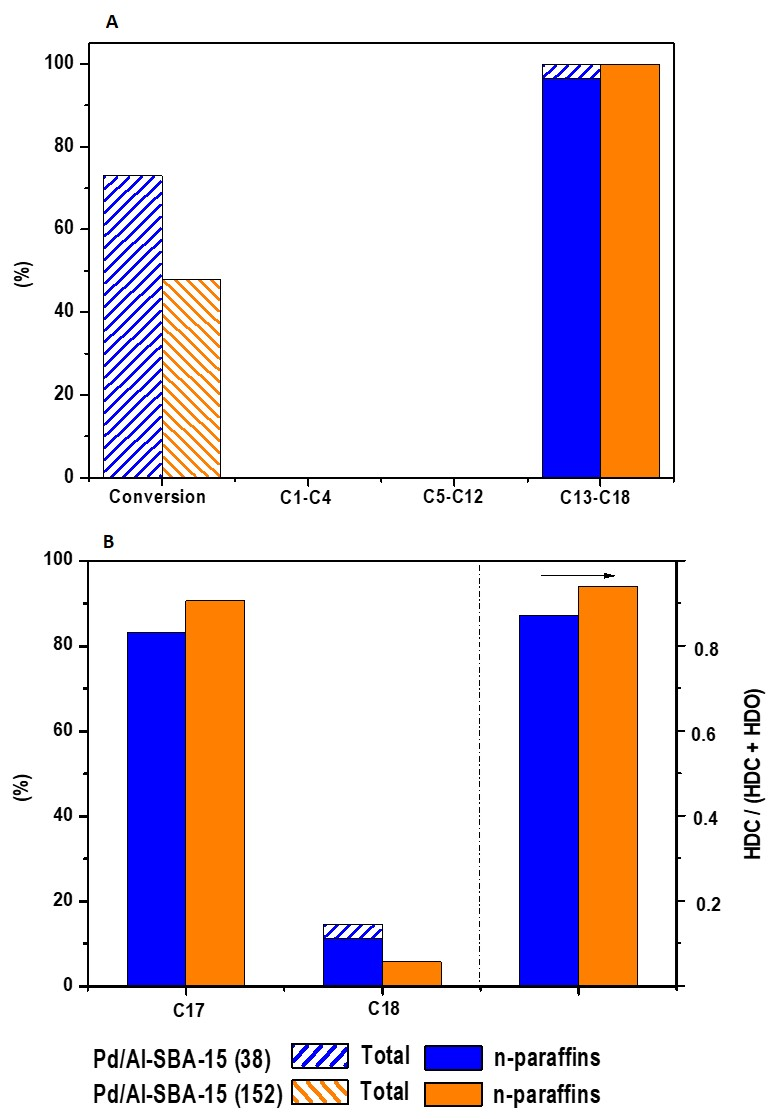 A
100
80
60
40
20
0
(%)
Conversion C1-C4 C5-C12 C13-C18
B
100
80
60
40
20
0
(%)
0.8
0.6
0.4
0.2
HDC / (HDC + HDO)
C17 C18
Pd/Al-SBA-15 (38) Total n-paraffins
Pd/Al-SBA-15 (152) Total n-paraffins